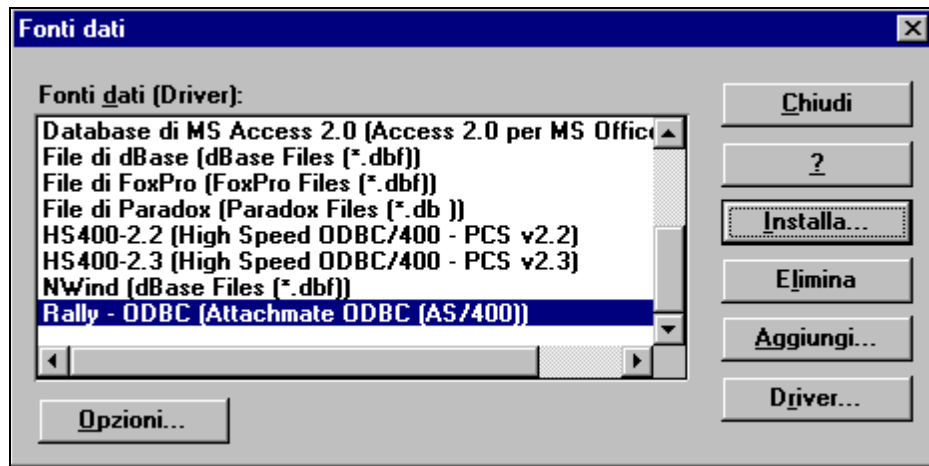 Fonti dati
Fonti dati (Driver):
Database di MS Access 2.0 (Access 2.0 per MS Offic
File di dBase (dBase Files (*.dbf))
File di FoxPro (FoxPro Files (*.dbf))
File di Paradox (Paradox Files (*.db ))
HS400-2.2 (High Speed ODBC/400 - PCS v2.2)
HS400-2.3 (High Speed ODBC/400 - PCS v2.3)
NWind (dBase Files (*.dbf))
Rally - ODBC (Attachmate ODBC (AS/400))
Opzioni...
Chiudi
?
Installa...
Elimina
Aggiungi...
Driver...